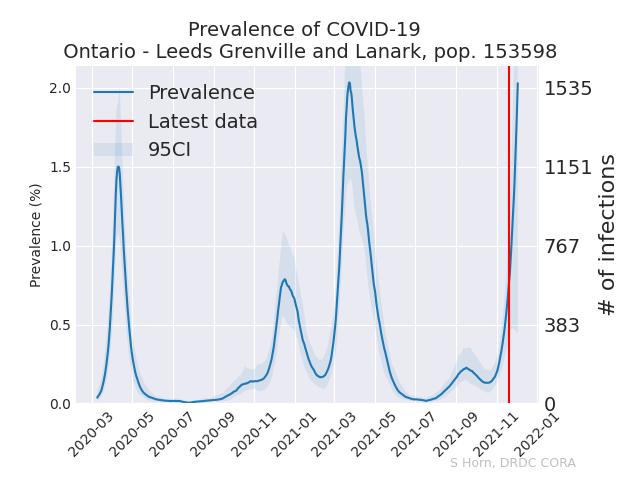 Prevalence of COVID-19
Ontario - Leeds Grenville and Lanark, pop. 153598
Prevalence
Latest data
95CI
Prevalence (%)
2.0
1.5
1.0
0.5
0.0
1535
1151
767
383
0
# of infections
2020-03
2020-05
2020-07
2020-09
2020-11
2021-01
2021-03
2021-05
2021-07
2021-09
2021-11
2022-01
S Horn, DRDC CORA